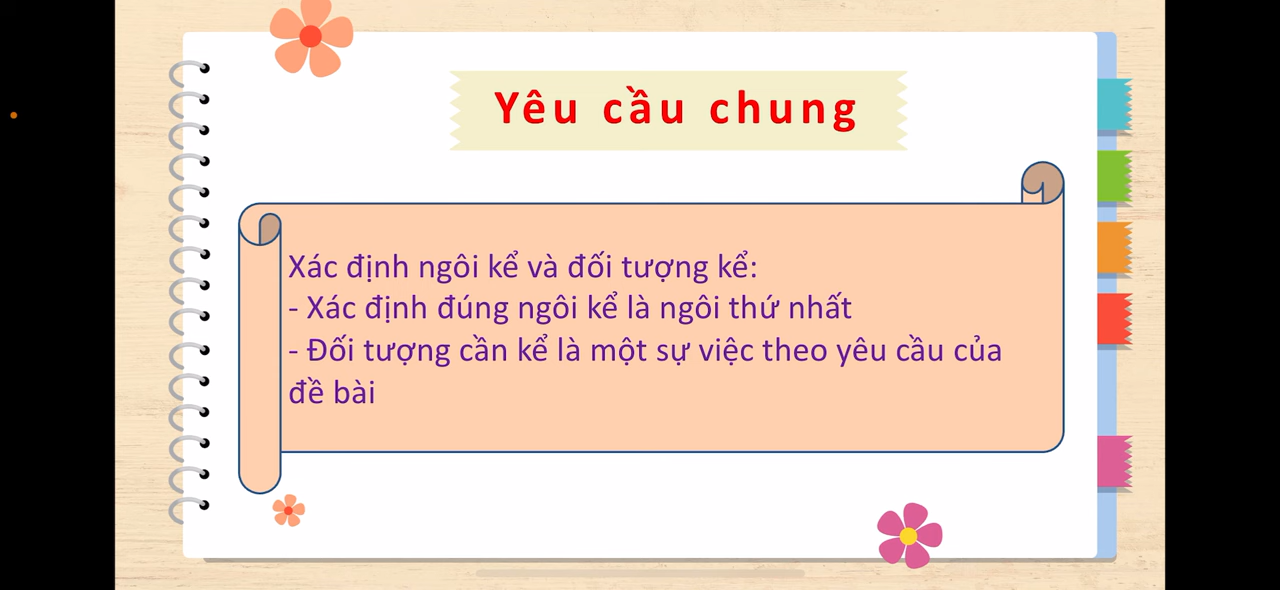 Yêu cầu chung
Xác định ngôi kể và đối tượng kể:
- Xác định đúng ngôi kể là ngôi thứ nhất
- Đối tượng cần kể là một sự việc theo yêu cầu của
đề bài